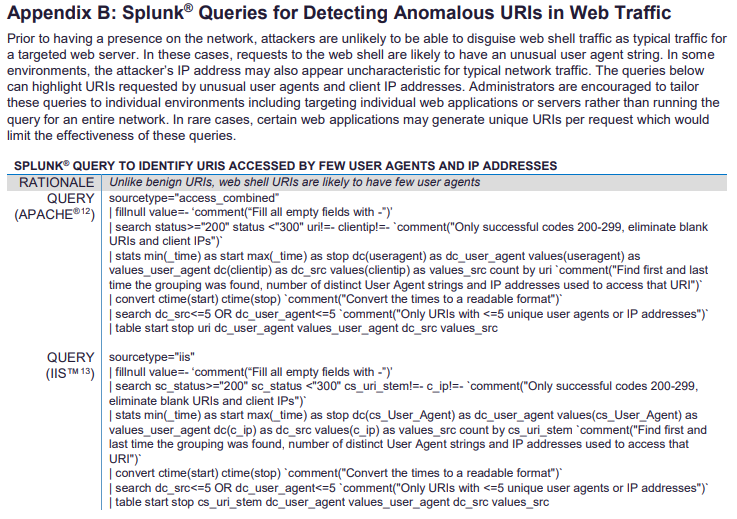 Appendix B: Splunk® Queries for Detecting Anomalous URIs in Web Traffic
Prior to having a presence on the network, attackers are unlikely to be able to disguise web shell traffic as typical traffic for
a targeted web server. In these cases, requests to the web shell are likely to have an unusual user agent string. In some
environments, the attacker's IP address may also appear uncharacteristic for typical network traffic. The queries below
can highlight URIs requested by unusual user agents and client IP addresses. Administrators are encouraged to tailor
these queries to individual environments including targeting individual web applications or servers rather than running the
query for an entire network. In rare cases, certain web applications may generate unique URIs per request which would
limit the effectiveness of these queries.
SPLUNK® QUERY TO IDENTIFY URIS ACCESSED BY FEW USER AGENTS AND IP ADDRESSES
RATIONALE Unlike benign URIs, web shell URIs are likely to have few user agents
QUERY sourcetype="access_combined"
(APACHE®12) | fillnull value=- ‘comment(“Fill all empty fields with -")'
| search status>="200" status <"300" uri!=- clientip!=- `comment("Only successful codes 200-299, eliminate blank
URIs and client IPs")`
| stats min(_time) as start max(_time) as stop dc(useragent) as dc_user_agent values(useragent) as
values_user_agent dc(clientip) as dc_src values(clientip) as values_src count by uri `comment("Find first and last
time the grouping was found, number of distinct User Agent strings and IP addresses used to access that URI")`
| convert ctime(start) ctime(stop) `comment("Convert the times to a readable format")`
| search dc_src<=5 OR dc_user_agent<=5 `comment("Only URIs with <=5 unique user agents or IP addresses")`
| table start stop uri dc_user_agent values_user_agent dc_src values_src
QUERY sourcetype="iis"
(IIS™13) | fillnull value=- ‘comment(“Fill all empty fields with -")'
| search sc_status>="200" sc_status <"300" cs_uri_stem!=- c_ip!=- `comment("Only successful codes 200-299,
eliminate blank URIs and client IPs")`
| stats min(_time) as start max(_time) as stop dc(cs_User_Agent) as dc_user_agent values(cs_User_Agent) as
values_user_agent dc(c_ip) as dc_src values(c_ip) as values_src count by cs_uri_stem `comment("Find first and
last time the grouping was found, number of distinct User Agent strings and IP addresses used to access that
URI")`
| convert ctime(start) ctime(stop) `comment("Convert the times to a readable format")`
| search dc_src<=5 OR dc_user_agent<=5 `comment("Only URIs with <=5 unique user agents or IP addresses")`
| table start stop cs_uri_stem dc_user_agent values_user_agent dc_src values_src